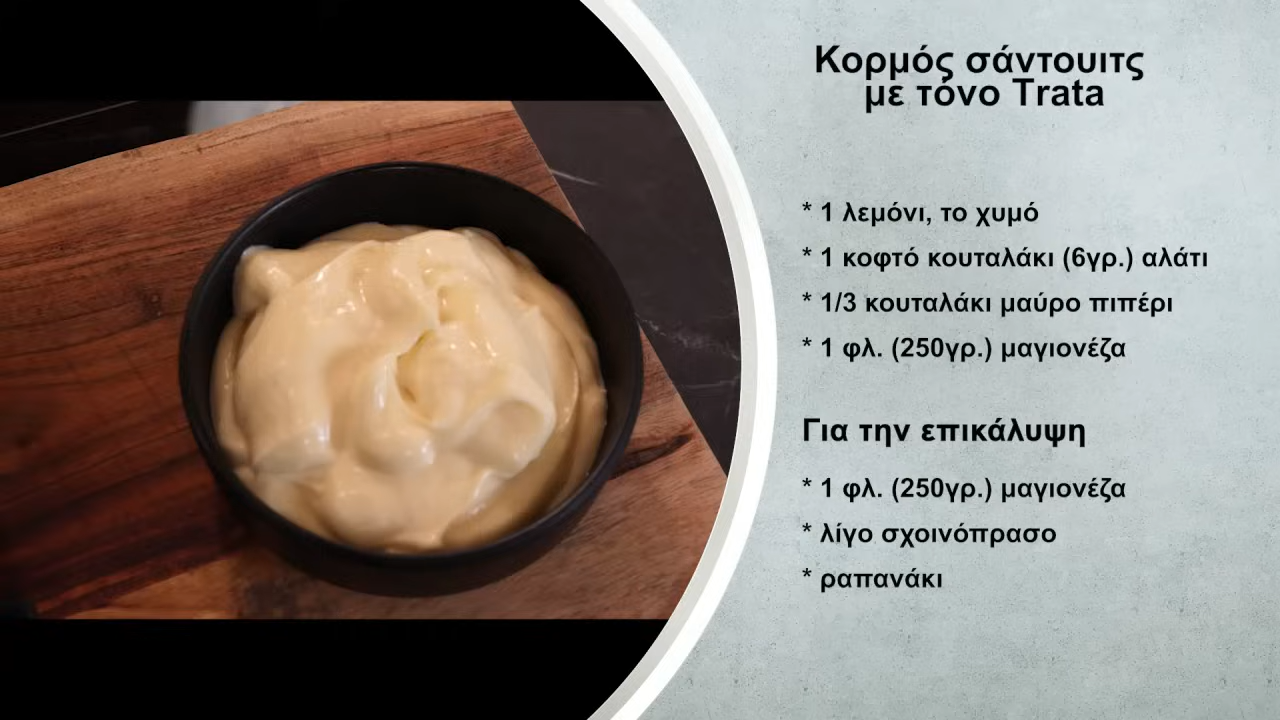 Κορμός σάντουιτς
με τόνο Trata
* 1 λεμόνι, το χυμό
* 1 κοφτό κουταλάκι (6γρ.) αλάτι
* 1/3 κουταλάκι μαύρο πιπέρι
* 1 φλ. (250γρ.) μαγιονέζα
Για την επικάλυψη
* 1 φλ. (250γρ.) μαγιονέζα
* λίγο σχοινόπρασο
* ραπανάκι